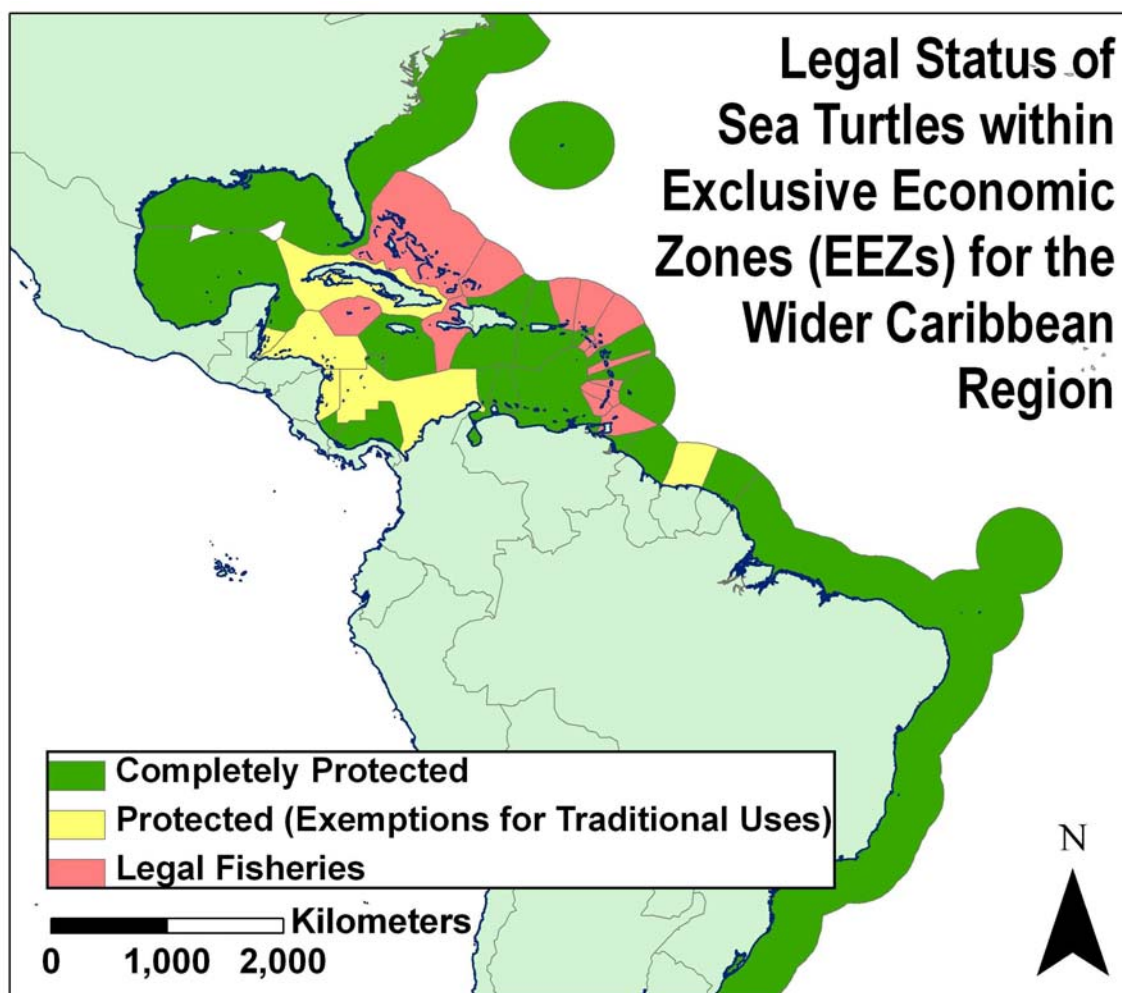 Legal Status of
Sea Turtles within
Exclusive Economic
Zones (EEZs) for the
Wider Caribbean
Region
Completely Protected
Protected (Exemptions for Traditional Uses)
Legal Fisheries
Kilometers
0 1,000 2,000
N